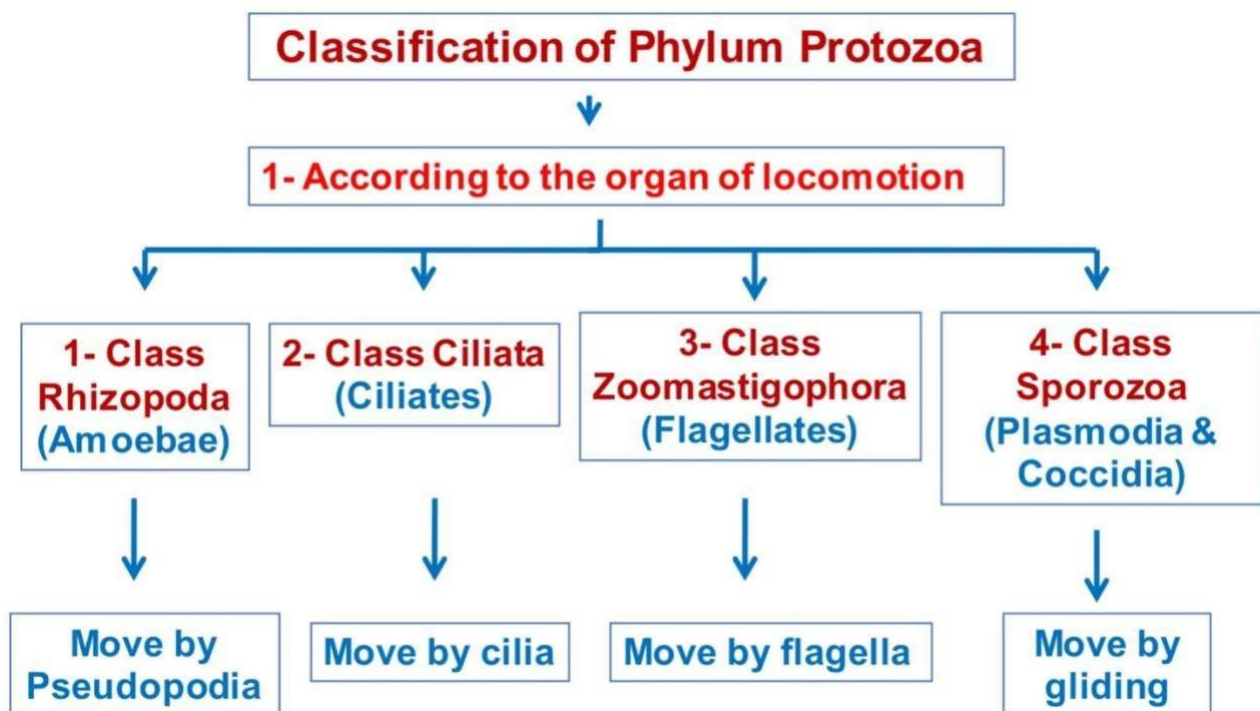 Classification of Phylum Protozoa
1- According to the organ of locomotion
1- Class
Rhizopoda
(Amoebae)
2- Class Ciliata
(Ciliates)
3- Class
Zoomastigophora
(Flagellates)
4- Class
Sporozoa
(Plasmodia &
Coccidia)
Move by
Pseudopodia
Move by cilia
Move by flagella
Move by
gliding